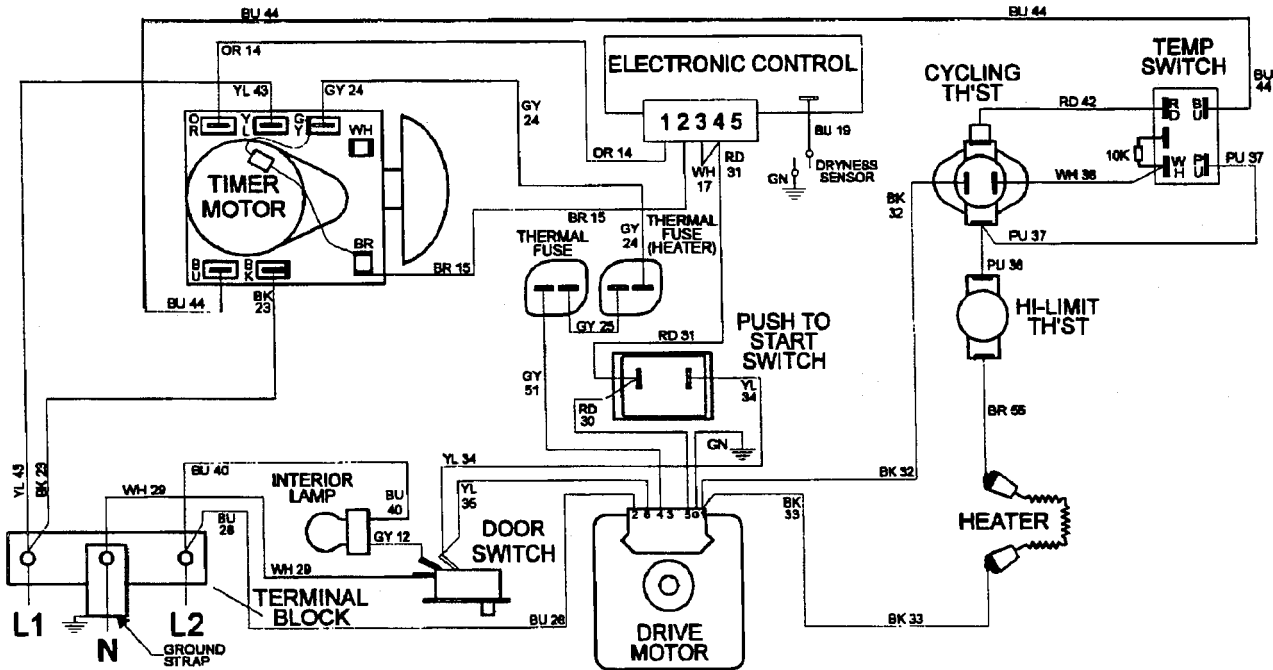 BU 44
BU 44
OR 14
ELECTRONIC CONTROL
TEMP
SWITCH
CYCLING
TH'ST
YL 43
GY 24
GY
24
BU
44
RD 42
OR
YL
GY
WH
1 2 3 4 5
BU 19
RD
BU
10K
WH
PU
PU 37
TIMER
MOTOR
OR 14
WH
17
RD
31
GN
DRYNESS
SENSOR
WH 36
BK
32
BR 15
THERMAL
FUSE
GY
24
THERMAL
FUSE
(HEATER)
BR
PU 37
BU
BK
BR 15
PU 36
BU 44
BK
23
HI-LIMIT
TH'ST
GY 25
PUSH TO
START
SWITCH
RD 31
GY
51
YL
34
RD
30
BR 55
GN
YL 43
BK 23
BU 40
INTERIOR
LAMP
YL 34
BK 32
WH 29
BU
40
YL
35
BK
33
BU
26
GY 12
DOOR
SWITCH
2 6 4 3 5
HEATER
WH 29
TERMINAL
BLOCK
BU 26
BK 33
L1
N
L2
GROUND
STRAP
DRIVE
MOTOR